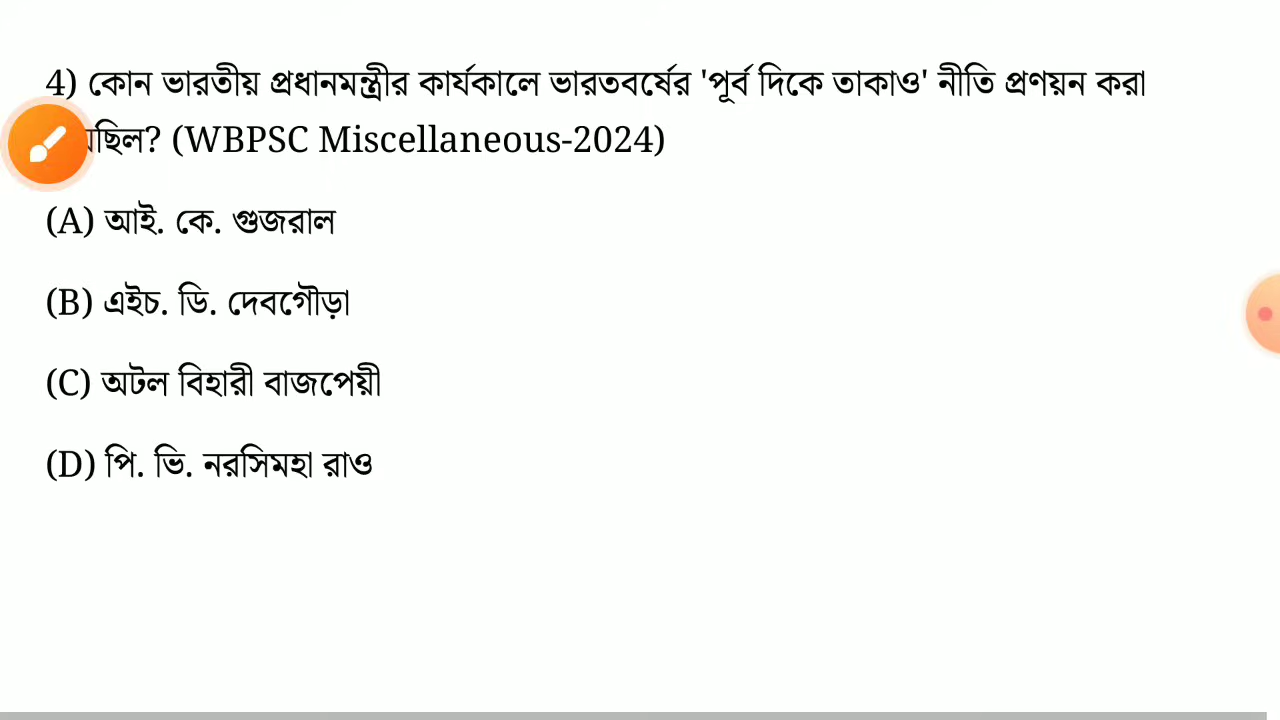 4) কোন ভারতীয় প্রধানমন্ত্রীর কার্যকালে ভারতবর্ষের 'পূর্ব দিকে তাকাও' নীতি প্রণয়ন করা
(WBPSC Miscellaneous-2024)
(A) আই. কে. গুজরাল
(B) এইচ. ডি. দেবগৌড়া
(C) অটল বিহারী বাজপেয়ী
(D) পি. ভি. নরসিমহা রাও